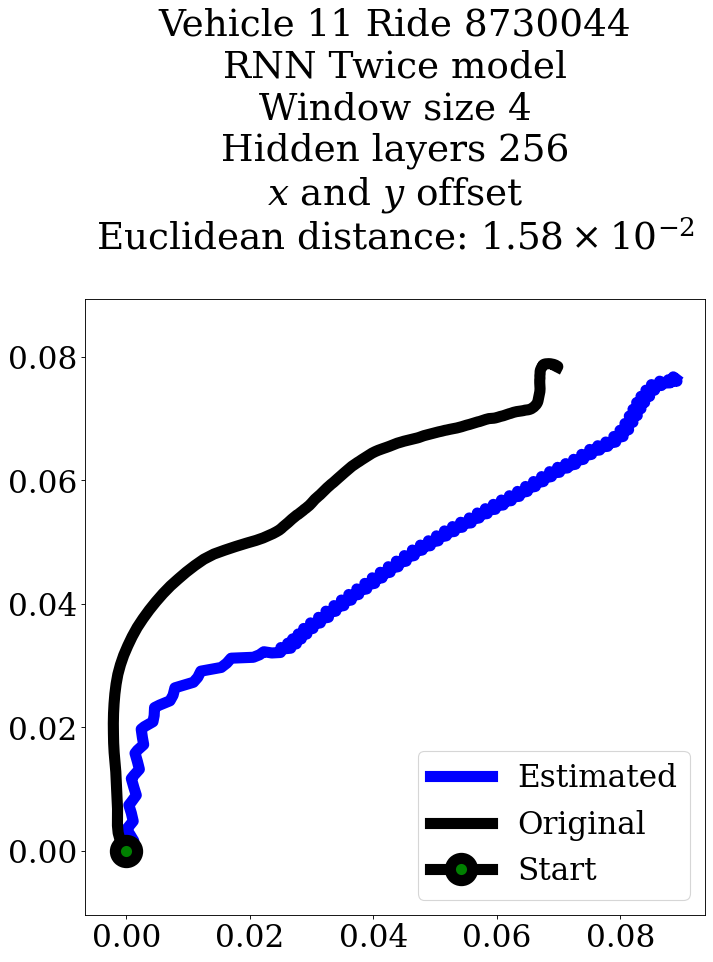 Vehicle 11 Ride 8730044
RNN Twice model
Window size 4
Hidden layers 256
x and y offset
Euclidean distance: 1.58 × 10⁻²
0.08
0.06
0.04
0.02
0.00
Estimated
Original
Start
0.00 0.02 0.04 0.06 0.08